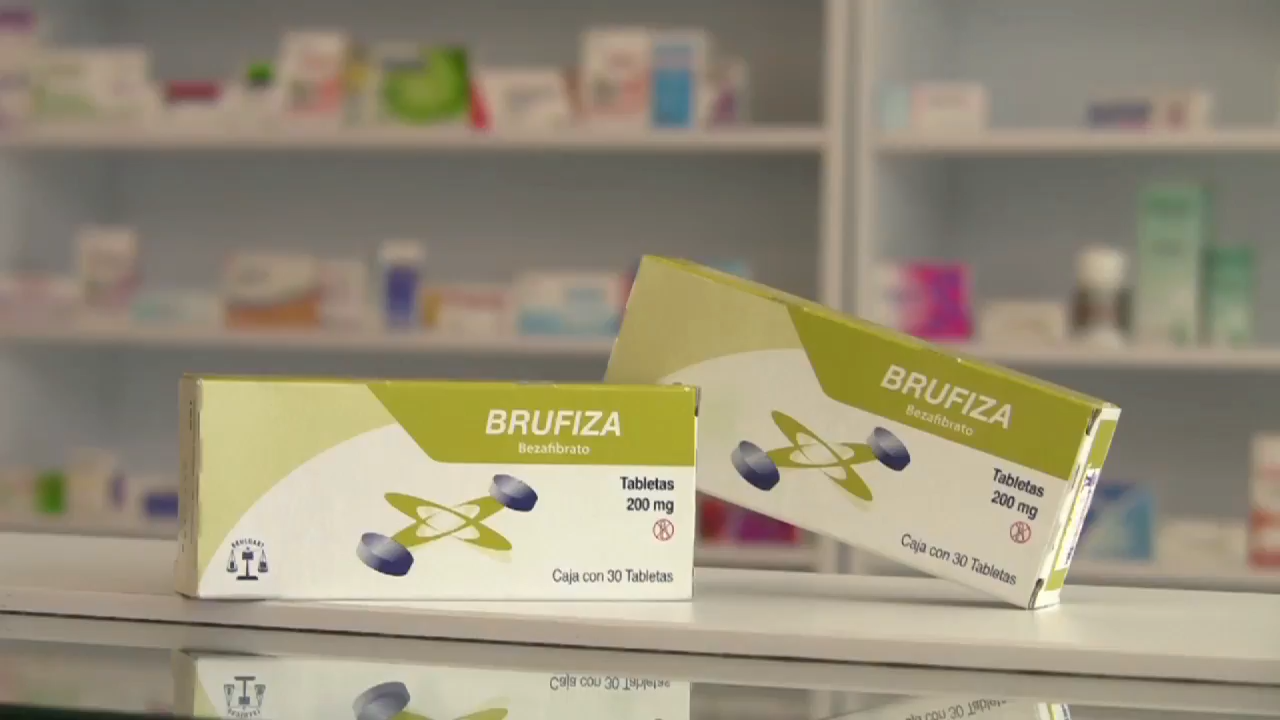 BRUFIZA
Bezafibrato
Tabletas
200 mg
Caja con 30 Tabletas
BRUFIZA
Bezafibrato
Tabletas
200 mg
Caja con 30 Tabletas
Caja con 30 Tabletas